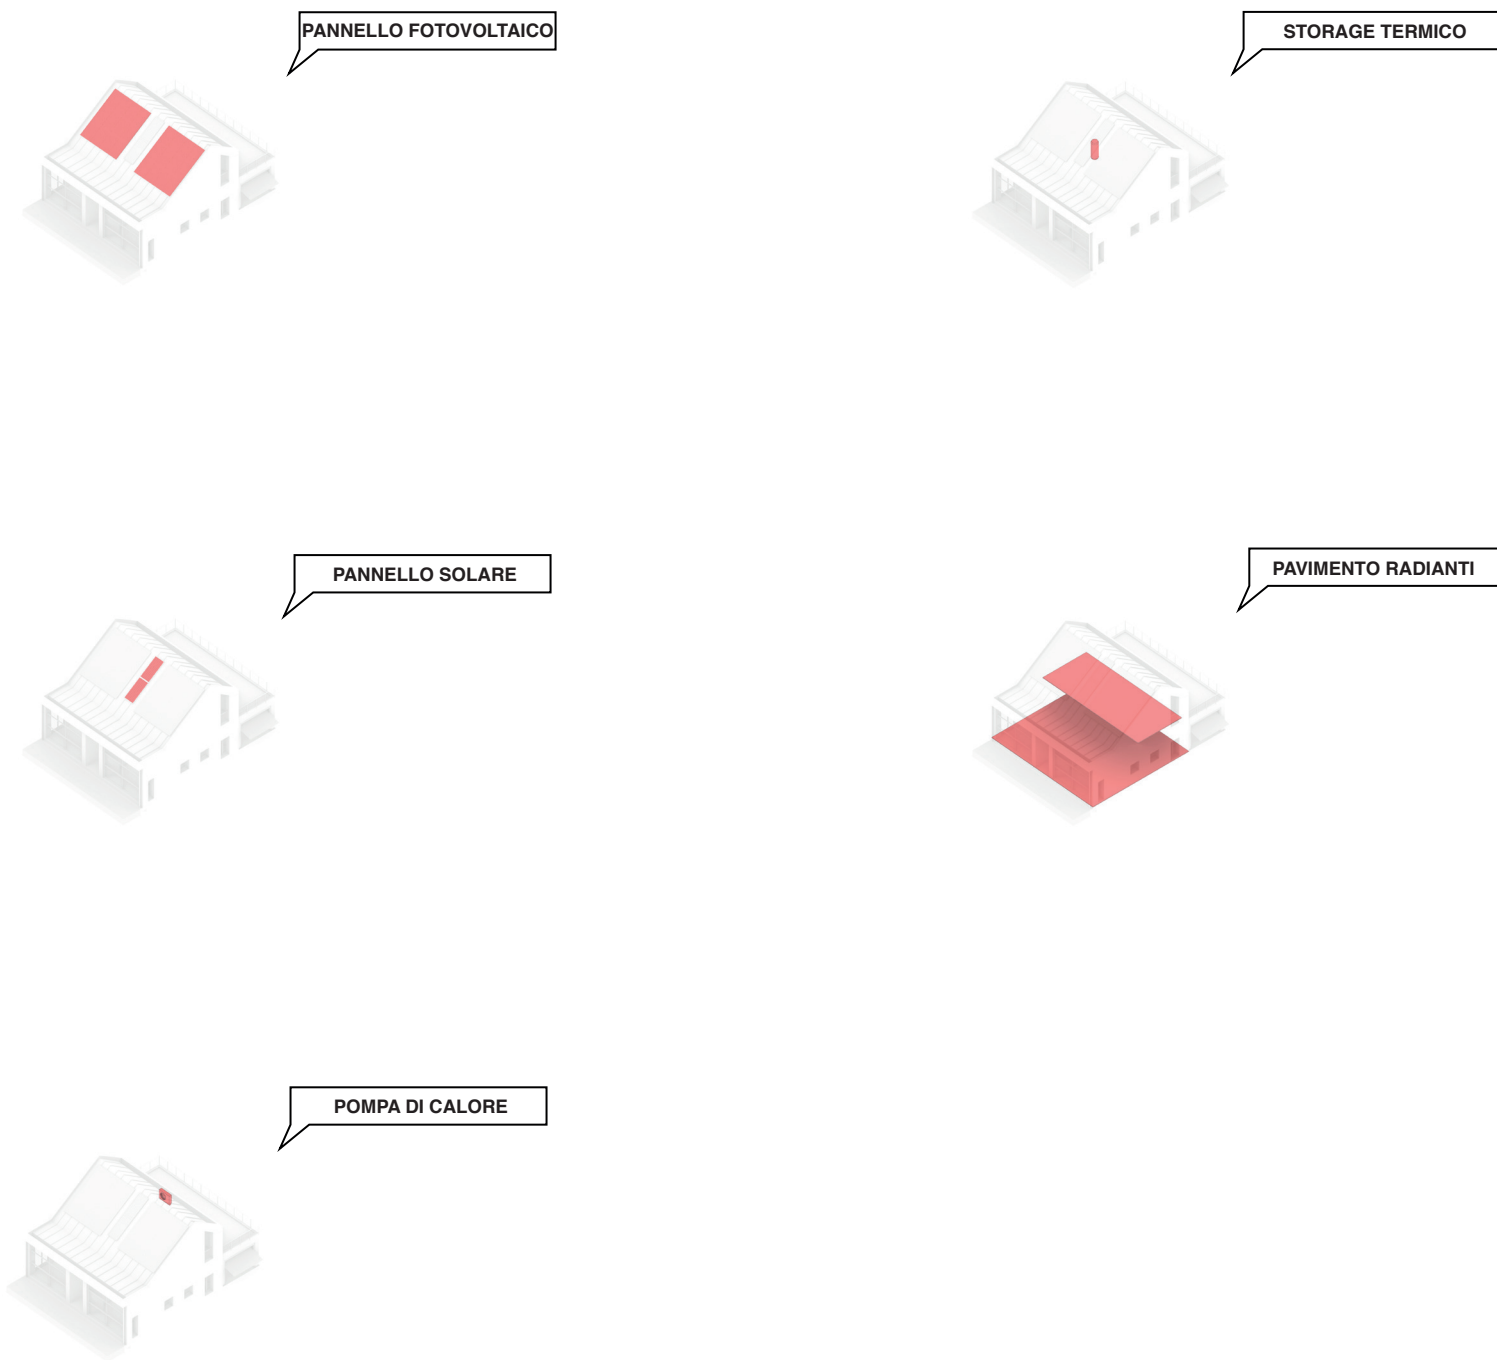 PANNELLO FOTOVOLTAICO
STORAGE TERMICO
PANNELLO SOLARE
PAVIMENTO RADIANTI
POMPA DI CALORE